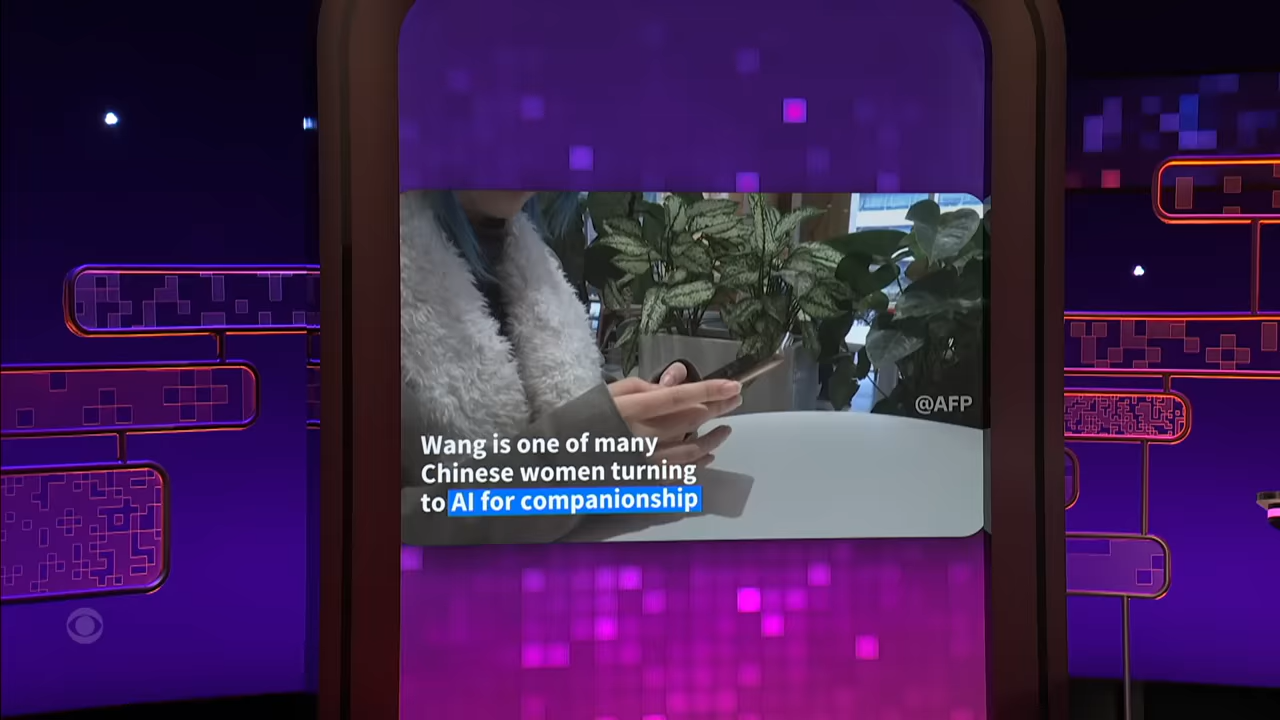 @AFP
Wang is one of many
Chinese women turning
to AI for companionship